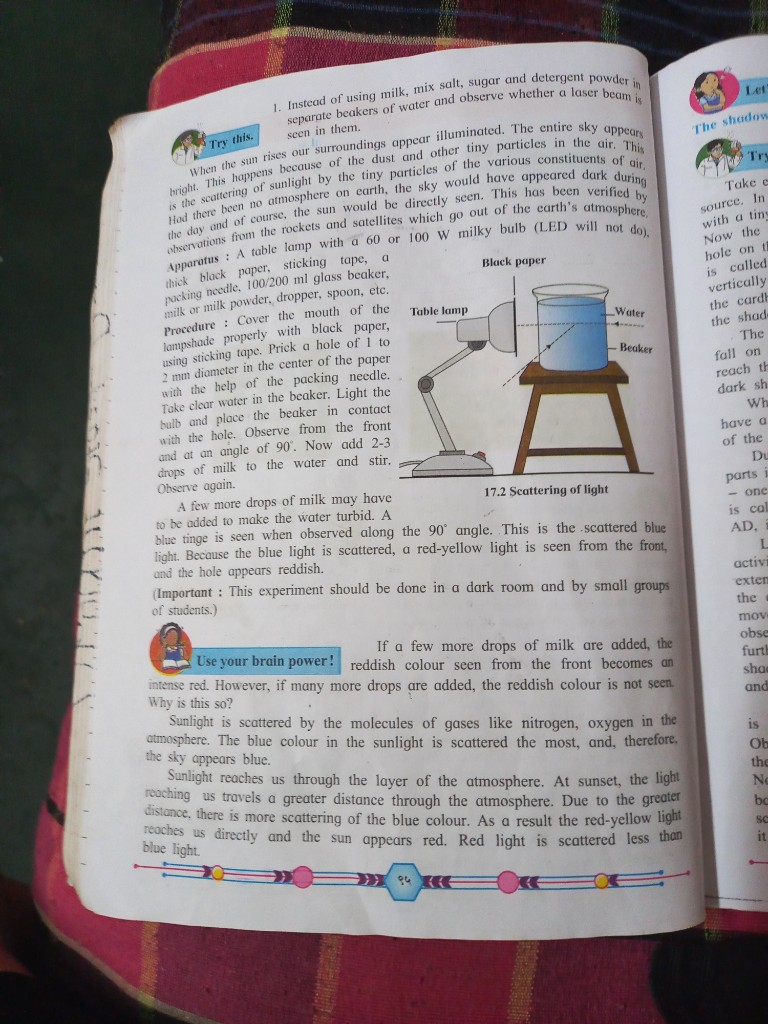 1. Instead of using milk, mix salt, sugar and detergent powder in
separate beakers of water and observe whether a laser beam is
seen in them.
Try this.
When the sun rises our surroundings appear illuminated. The entire sky appears
bright. This happens because of the dust and other tiny particles in the air. This
is the scattering of sunlight by the tiny particles of the various constituents of air.
Had there been no atmosphere on earth, the sky would have appeared dark during
the day and of course, the sun would be directly seen. This has been verified by
observations from the rockets and satellites which go out of the earth's atmosphere.
Apparatus : A table lamp with a 60 or 100 W milky bulb (LED will not do),
thick black paper, sticking tape, a
packing needle, 100/200 ml glass beaker,
milk or milk powder, dropper, spoon, etc.
Procedure : Cover the mouth of the
lampshade properly with black paper,
using sticking tape. Prick a hole of 1 to
2 mm diameter in the center of the paper
with the help of the packing needle.
Take clear water in the beaker. Light the
bulb and place the beaker in contact
with the hole. Observe from the front
and at an angle of 90°. Now add 2-3
drops of milk to the water and stir.
Observe again.
Black paper
Table lamp
Water
Beaker
17.2 Scattering of light
A few more drops of milk may have
to be added to make the water turbid. A
blue tinge is seen when observed along the 90° angle. This is the scattered blue
light. Because the blue light is scattered, a red-yellow light is seen from the front,
and the hole appears reddish.
(Important : This experiment should be done in a dark room and by small groups
of students.)
Use your brain power!
If a few more drops of milk are added, the
reddish colour seen from the front becomes an
intense red. However, if many more drops are added, the reddish colour is not seen.
Why is this so?
Sunlight is scattered by the molecules of gases like nitrogen, oxygen in the
atmosphere. The blue colour in the sunlight is scattered the most, and, therefore,
the sky appears blue.
Sunlight reaches us through the layer of the atmosphere. At sunset, the light
reaching us travels a greater distance through the atmosphere. Due to the greater
distance, there is more scattering of the blue colour. As a result the red-yellow light
reaches us directly and the sun appears red. Red light is scattered less than
blue light.
९५
Let'
The shadow
Try
Take
source. In
with a tiny
Now the
hole on
is called
vertically
the
the
The
fall on
reach
dark
have a
of the
parts
– one
is
AD,
the
and
is
the
it